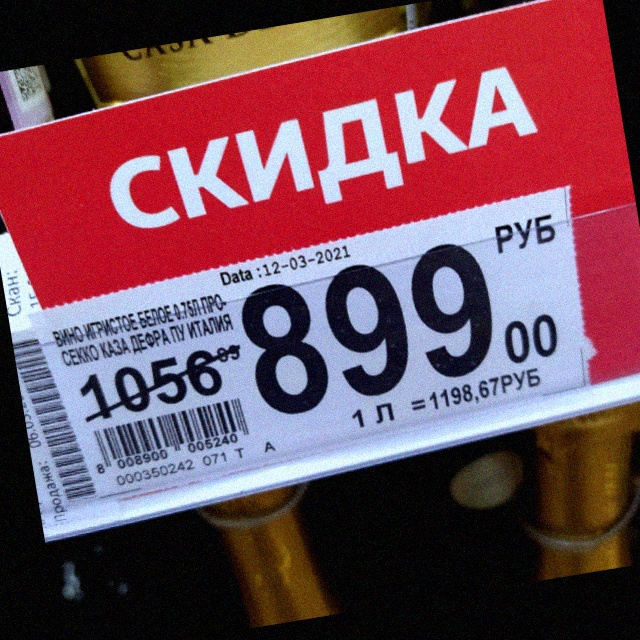 СКИДКА
Data :12-03-2021
РУБ
ВИНО ИГРИСТОЕ БЕЛОЕ 0.75Л ПРО-
СЕККО КАЗА ДЕФРА ПУ ИТАЛИЯ
1056 95
899 00
1 Л =1198,67РУБ
8 008900 005240
000350242 071 Т А
Скан:
Продажа: